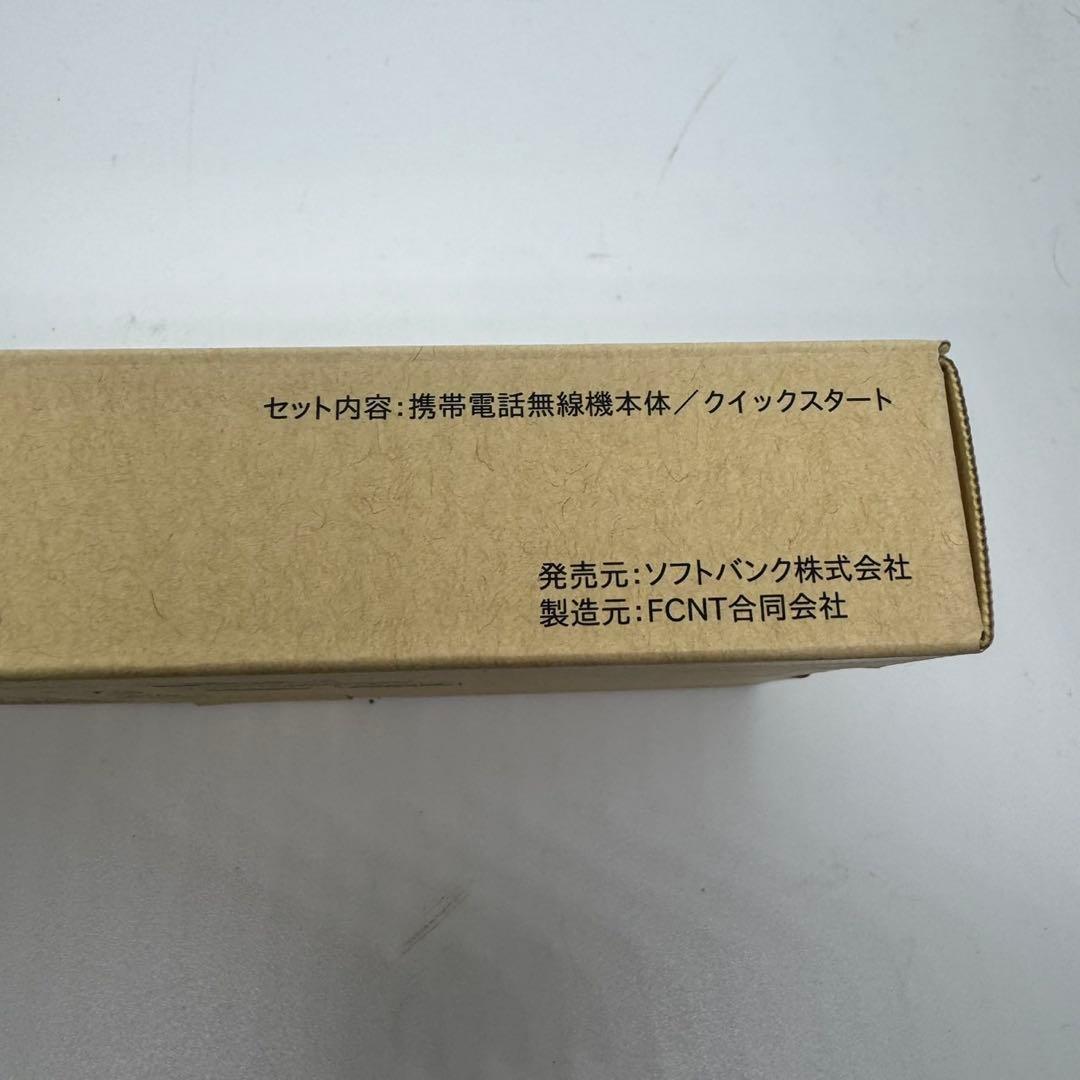 セット内容：携帯電話無線機本体／クイックスタート
発売元：ソフトバンク株式会社
製造元：FCNT合同会社